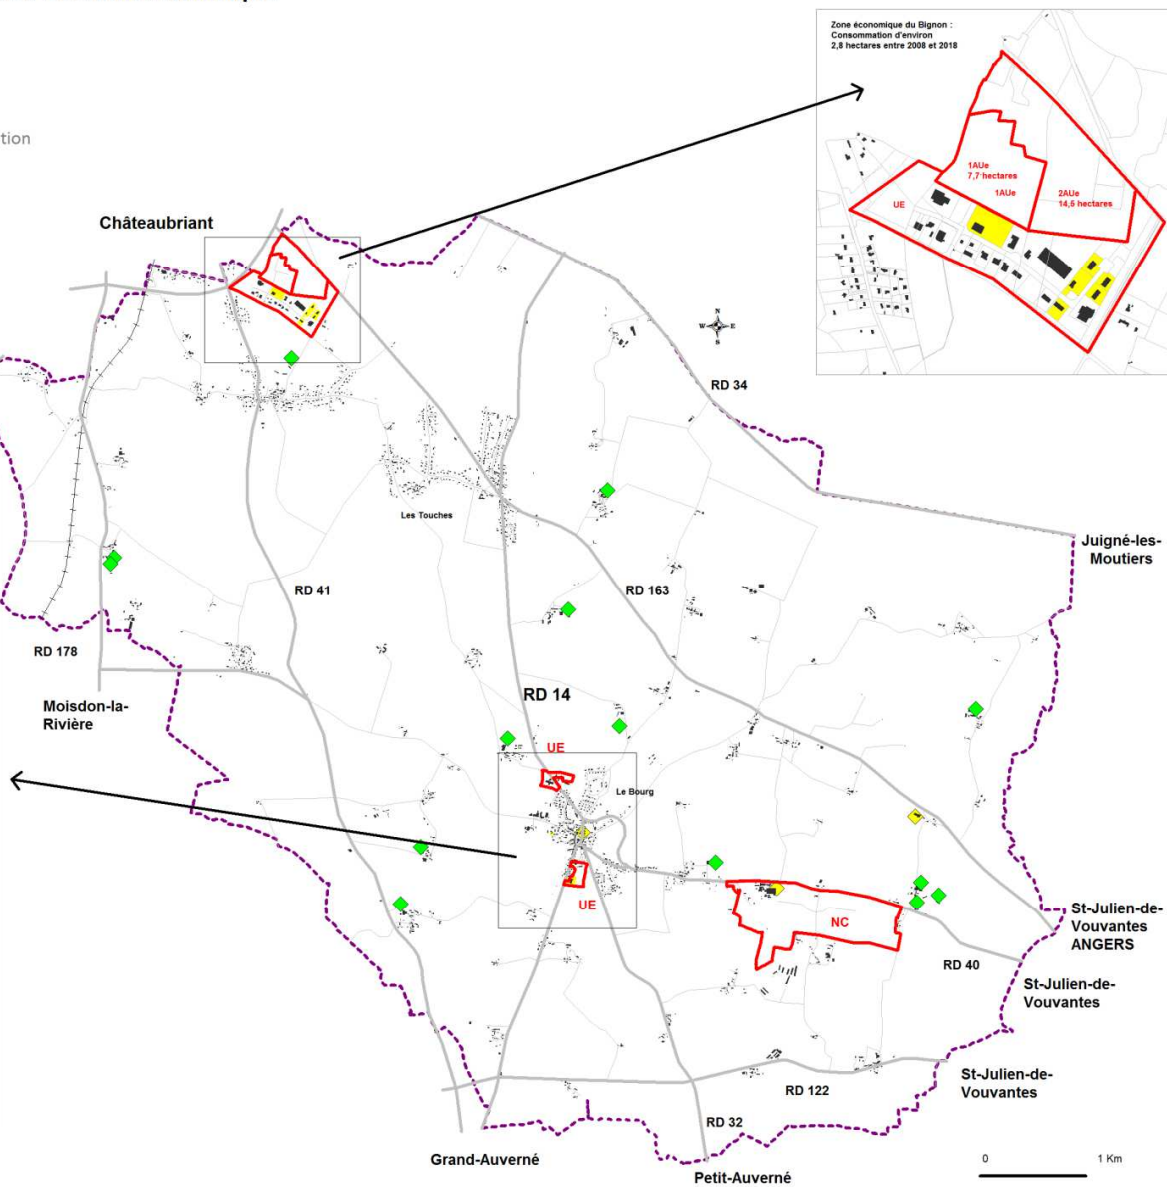 Zone économique du Bignon :
Consommation d'environ
2,8 hectares entre 2008 et 2018
tion
1AUe
7,7 hectares
1AUe
2AUe
14,5 hectares
UE
Châteaubriant
N
W E
S
RD 34
Les Touches
Juigné-les-
Moutiers
RD 41
RD 163
RD 178
Moisdon-la-
Rivière
RD 14
UE
Le Bourg
UE
NC
St-Julien-de-
Vouvantes
ANGERS
RD 40
St-Julien-de-
Vouvantes
St-Julien-de-
Vouvantes
RD 122
RD 32
Grand-Auverné
Petit-Auverné
0 1 Km